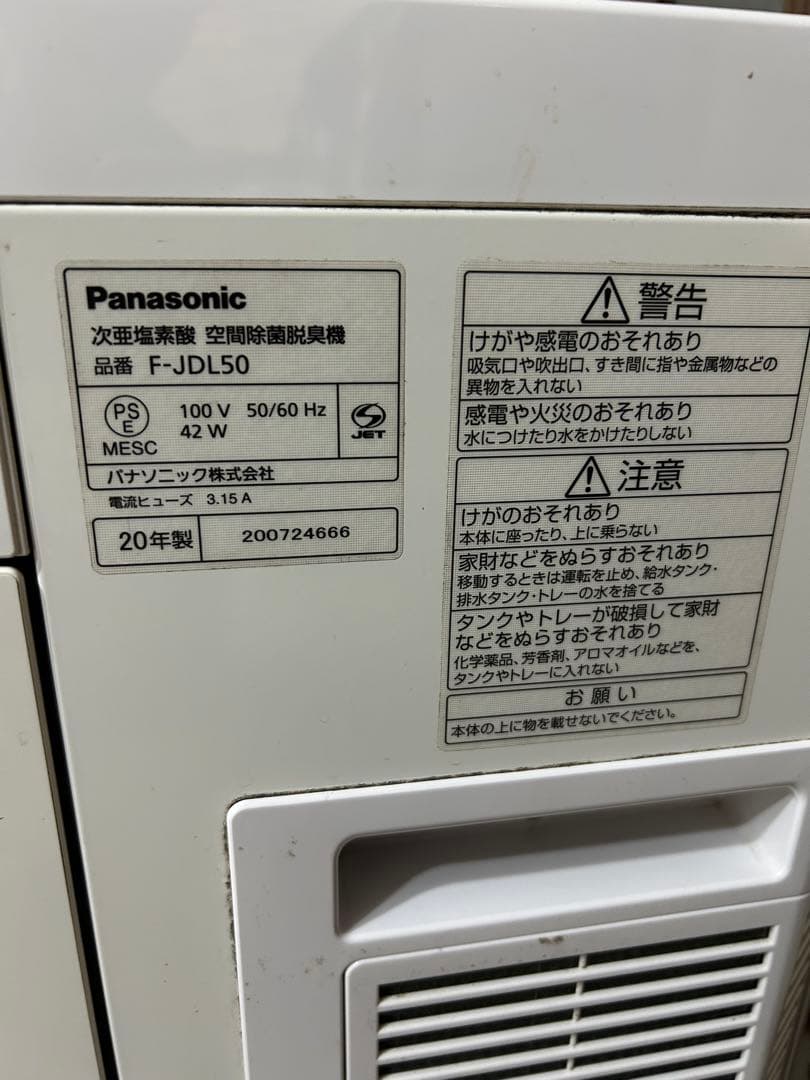 Panasonic
次亜塩素酸 空間除菌脱臭機
品番 F-JDL50
PS
E
MESC
100 V 50/60 Hz
42 W
JET
パナソニック株式会社
電流ヒューズ 3.15 A
20年製 200724666
警告
けがや感電のおそれあり
吸気口や吹出口、すき間に指や金属物などの
異物を入れない
感電や火災のおそれあり
水につけたり水をかけたりしない
注意
けがのおそれあり
本体に座ったり、上に乗らない
家財などをぬらすおそれあり
移動するときは運転を止め、給水タンク・
排水タンク・トレーの水を捨てる
タンクやトレーが破損して家財
などをぬらすおそれあり
化学薬品、芳香剤、アロマオイルなどを、
タンクやトレーに入れない
お願い
本体の上に物を載せないでください。